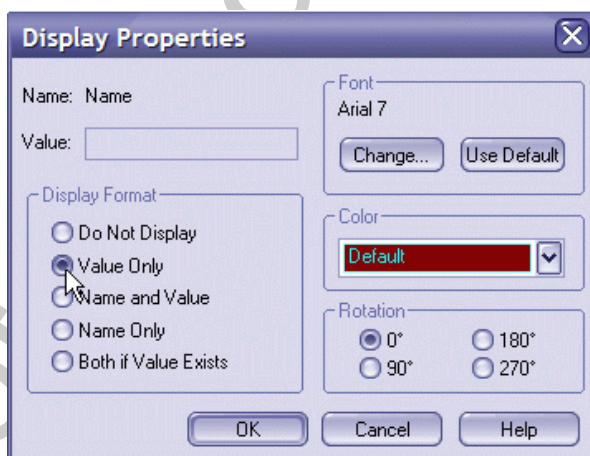 Display Properties
Name: Name
Value:
Display Format
Do Not Display
Value Only
Name and Value
Name Only
Both if Value Exists
Font
Arial 7
Change...
Use Default
Color
Default
Rotation
0° 180°
90° 270°
OK Cancel Help